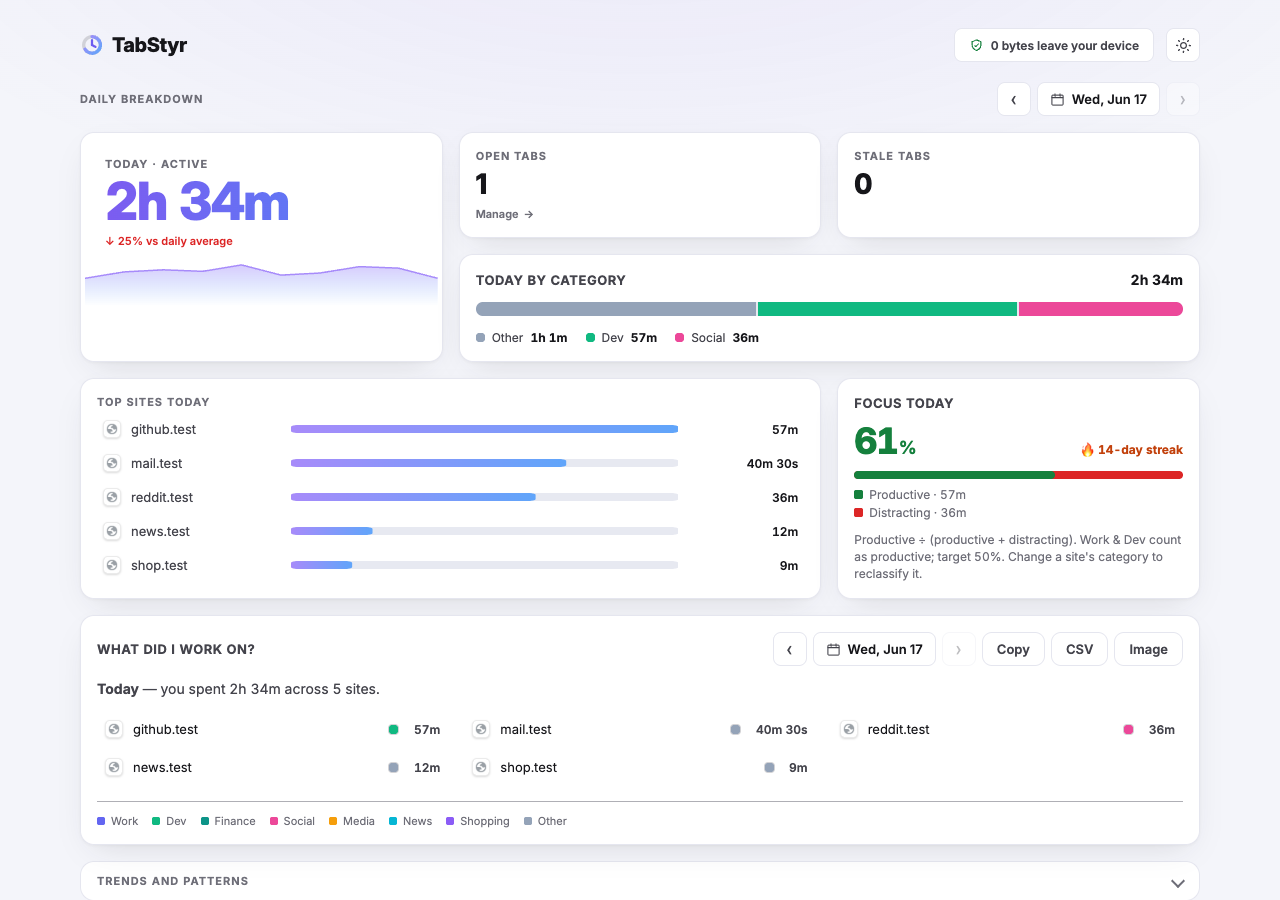 TabStyr
0 bytes leave your device
DAILY BREAKDOWN
‹
Wed, Jun 17
›
TODAY · ACTIVE
2h 34m
↓ 25% vs daily average
OPEN TABS
1
Manage →
STALE TABS
0
TODAY BY CATEGORY
2h 34m
Other 1h 1m
Dev 57m
Social 36m
TOP SITES TODAY
github.test 57m
mail.test 40m 30s
reddit.test 36m
news.test 12m
shop.test 9m
FOCUS TODAY
61%
🔥 14-day streak
Productive · 57m
Distracting · 36m
Productive ÷ (productive + distracting). Work & Dev count
as productive; target 50%. Change a site's category to
reclassify it.
WHAT DID I WORK ON?
‹
Wed, Jun 17
›
Copy
CSV
Image
Today — you spent 2h 34m across 5 sites.
github.test 57m
mail.test 40m 30s
reddit.test 36m
news.test 12m
shop.test 9m
Work Dev Finance Social Media News Shopping Other
TRENDS AND PATTERNS